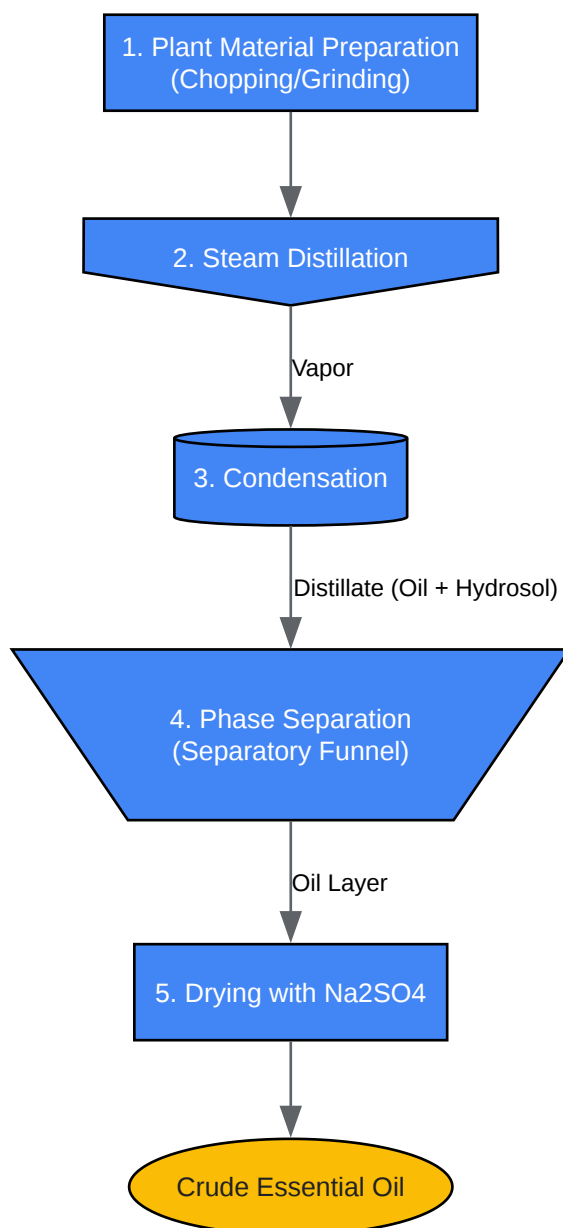 1. Plant Material Preparation
(Chopping/Grinding)
2. Steam Distillation
Vapor
3. Condensation
Distillate (Oil + Hydrosol)
4. Phase Separation
(Separatory Funnel)
Oil Layer
5. Drying with Na2SO4
Crude Essential Oil